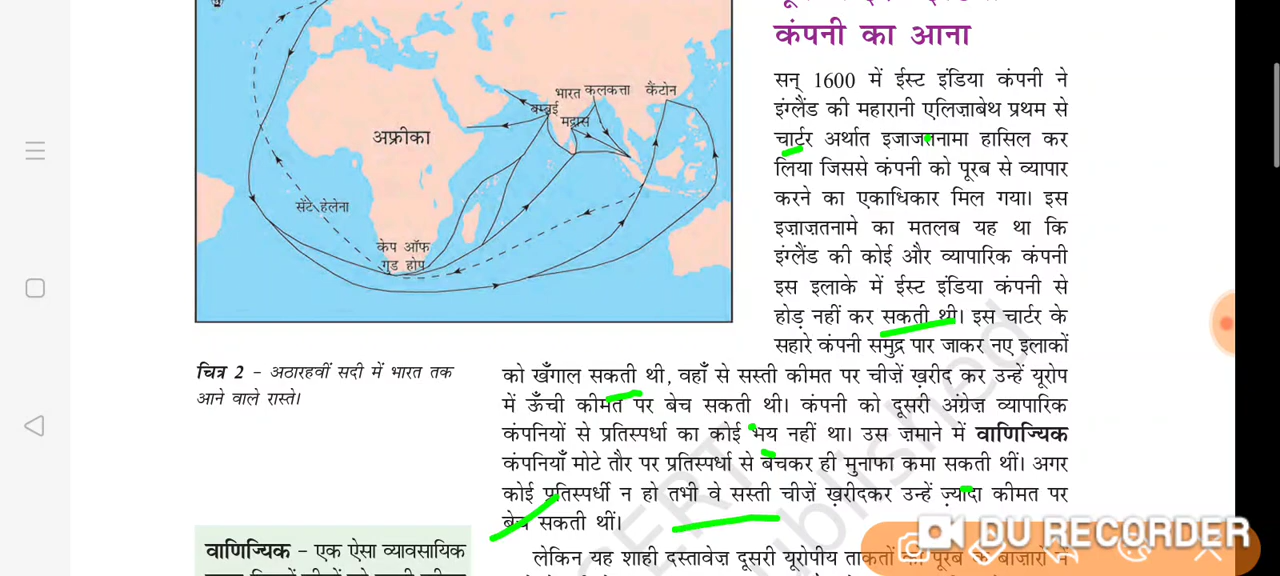 कंपनी का आना
सन् 1600 में ईस्ट इंडिया कंपनी ने
इंग्लैंड की महारानी एलिज़ाबेथ प्रथम से
चार्टर अर्थात इजाजतनामा हासिल कर
लिया जिससे कंपनी को पूरब से व्यापार
करने का एकाधिकार मिल गया। इस
इज़ाज़तनामे का मतलब यह था कि
इंग्लैंड की कोई और व्यापारिक कंपनी
इस इलाके में ईस्ट इंडिया कंपनी से
होड़ नहीं कर सकती थी। इस चार्टर के
सहारे कंपनी समुद्र पार जाकर नए इलाकों
को खँगाल सकती थी, वहाँ से सस्ती कीमत पर चीज़ें ख़रीद कर उन्हें यूरोप
में ऊँची कीमत पर बेच सकती थी। कंपनी को दूसरी अंग्रेज़ व्यापारिक
कंपनियों से प्रतिस्पर्धा का कोई भय नहीं था। उस ज़माने में वाणिज्यिक
कंपनियाँ मोटे तौर पर प्रतिस्पर्धा से बचकर ही मुनाफा कमा सकती थीं। अगर
कोई प्रतिस्पर्धी न हो तभी वे सस्ती चीज़ें ख़रीदकर उन्हें ज़्यादा कीमत पर
बेच सकती थीं।
लेकिन यह शाही दस्तावेज़ दूसरी यूरोपीय ताकतों को पूरब के बाज़ारों में
भारत कलकत्ता कैंटोन
बम्बई
मद्रास
अफ्रीका
सेंट हेलेना
केप ऑफ
गुड होप
चित्र 2 – अठारहवीं सदी में भारत तक
आने वाले रास्ते।
वाणिज्यिक – एक ऐसा व्यावसायिक
DU RECORDER